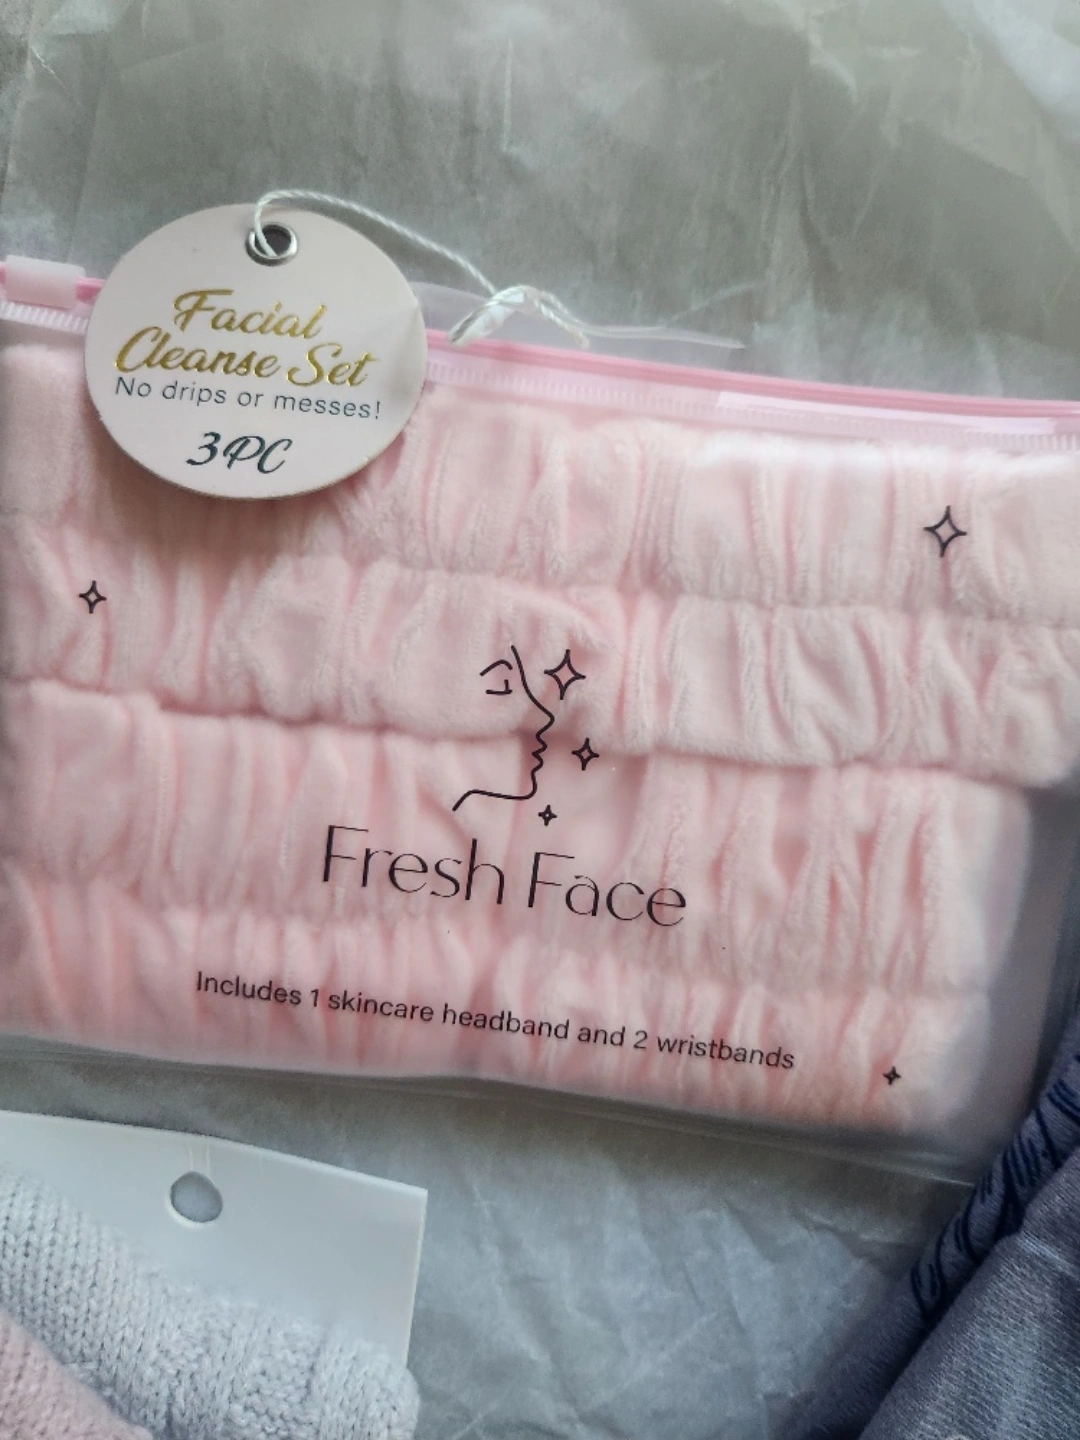 Facial
Cleanse Set
No drips or messes!
3PC
Fresh Face
Includes 1 skincare headband and 2 wristbands